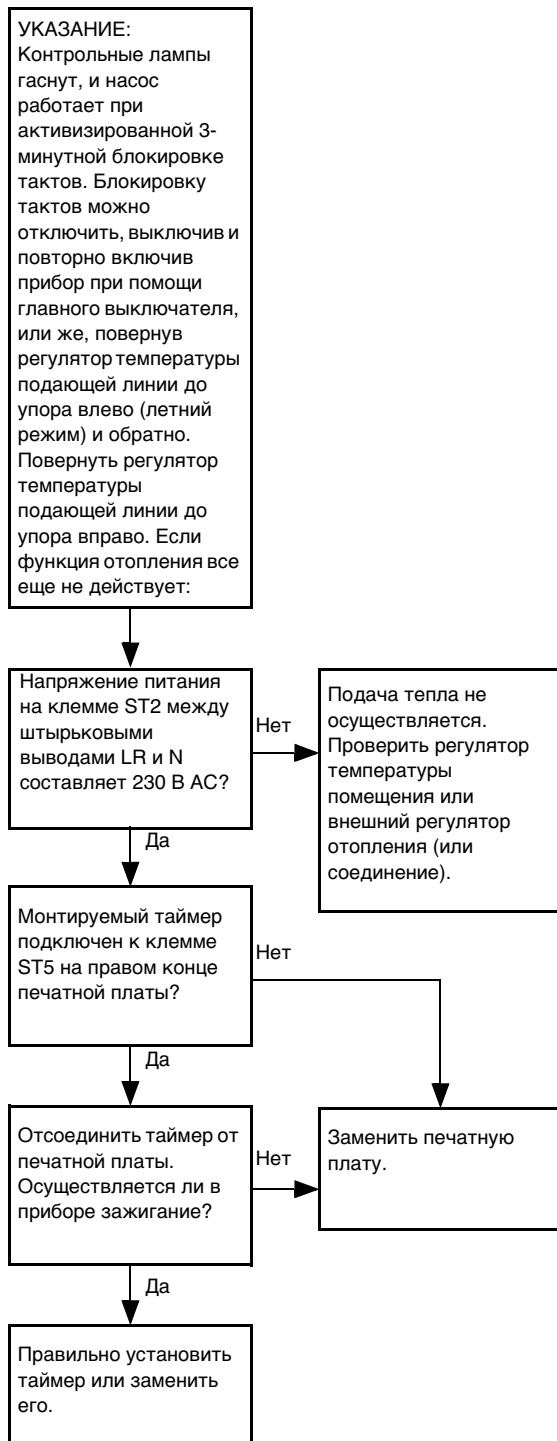 УКАЗАНИЕ:
Контрольные лампы
гаснут, и насос
работает при
активизированной 3-
минутной блокировке
тактов. Блокировку
тактов можно
отключить, выключив и
повторно включив
прибор при помощи
главного выключателя,
или же, повернув
регулятор температуры
подающей линии до
упора влево (летний
режим) и обратно.
Повернуть регулятор
температуры
подающей линии до
упора вправо. Если
функция отопления все
еще не действует:
Напряжение питания
на клемме ST2 между
штырьковыми
выводами LR и N
составляет 230 В AC?
Нет
Подача тепла не
осуществляется.
Проверить регулятор
температуры
помещения или
внешний регулятор
отопления (или
соединение).
Да
Монтируемый таймер
подключен к клемме
ST5 на правом конце
печатной платы?
Нет
Да
Отсоединить таймер от
печатной платы.
Осуществляется ли в
приборе зажигание?
Нет
Заменить печатную
плату.
Да
Правильно установить
таймер или заменить
его.